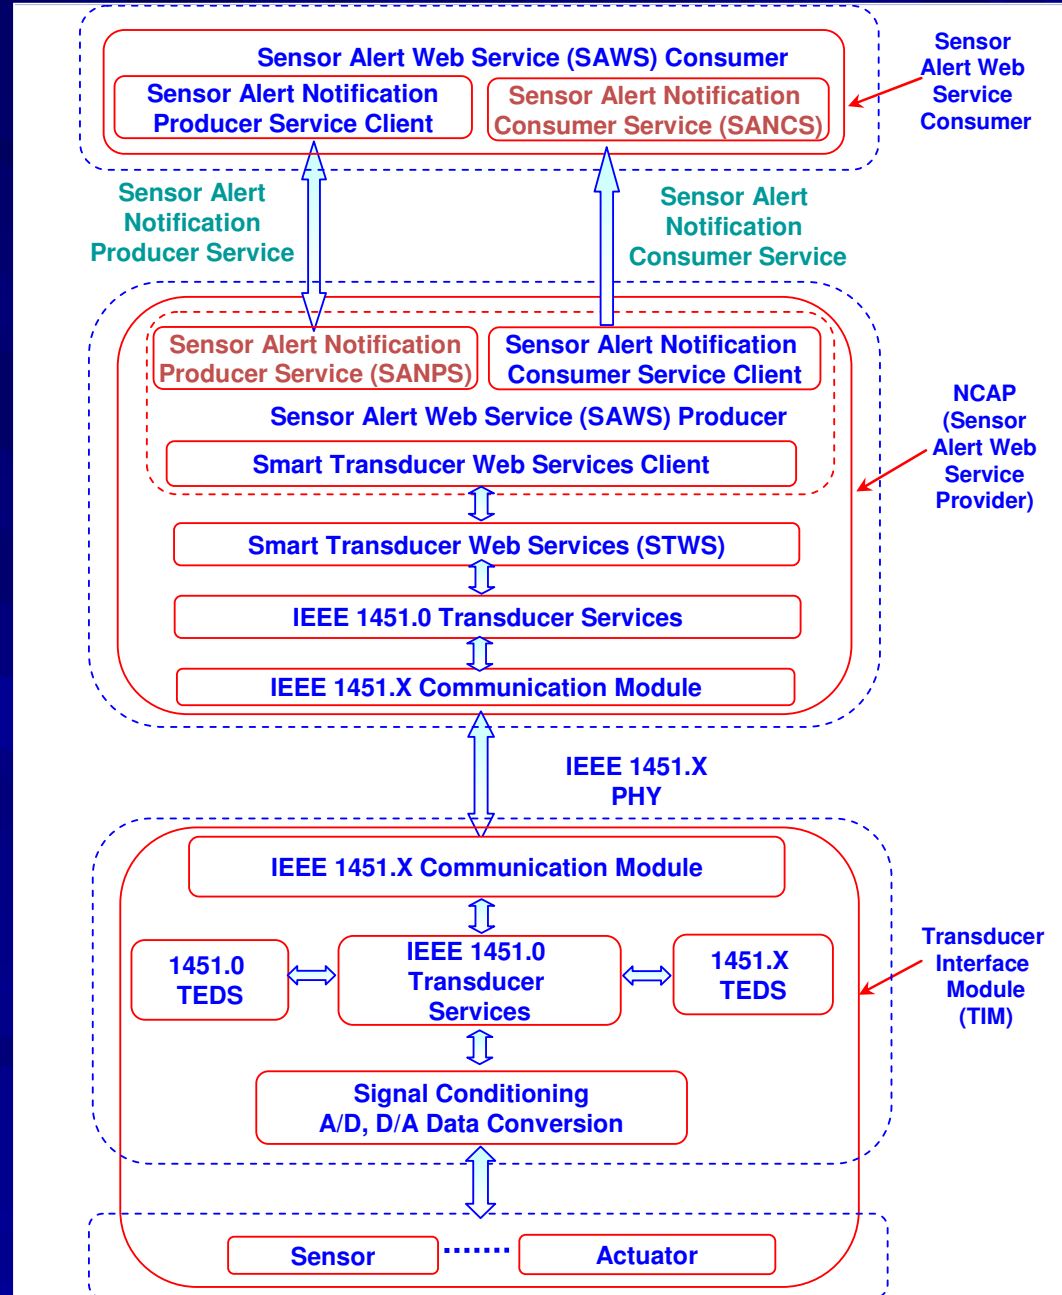 Sensor Alert Web Service (SAWS) Consumer
Sensor Alert Notification
Producer Service Client
Sensor Alert Notification
Consumer Service (SANCS)
Sensor
Alert Web
Service
Consumer
Sensor Alert
Notification
Producer Service
Sensor Alert
Notification
Consumer Service
Sensor Alert Notification
Producer Service (SANPS)
Sensor Alert Notification
Consumer Service Client
Sensor Alert Web Service (SAWS) Producer
Smart Transducer Web Services Client
NCAP
(Sensor
Alert Web
Service
Provider)
Smart Transducer Web Services (STWS)
IEEE 1451.0 Transducer Services
IEEE 1451.X Communication Module
IEEE 1451.X
PHY
IEEE 1451.X Communication Module
1451.0
TEDS
IEEE 1451.0
Transducer
Services
1451.X
TEDS
Transducer
Interface
Module
(TIM)
Signal Conditioning
A/D, D/A Data Conversion
Sensor ....... Actuator